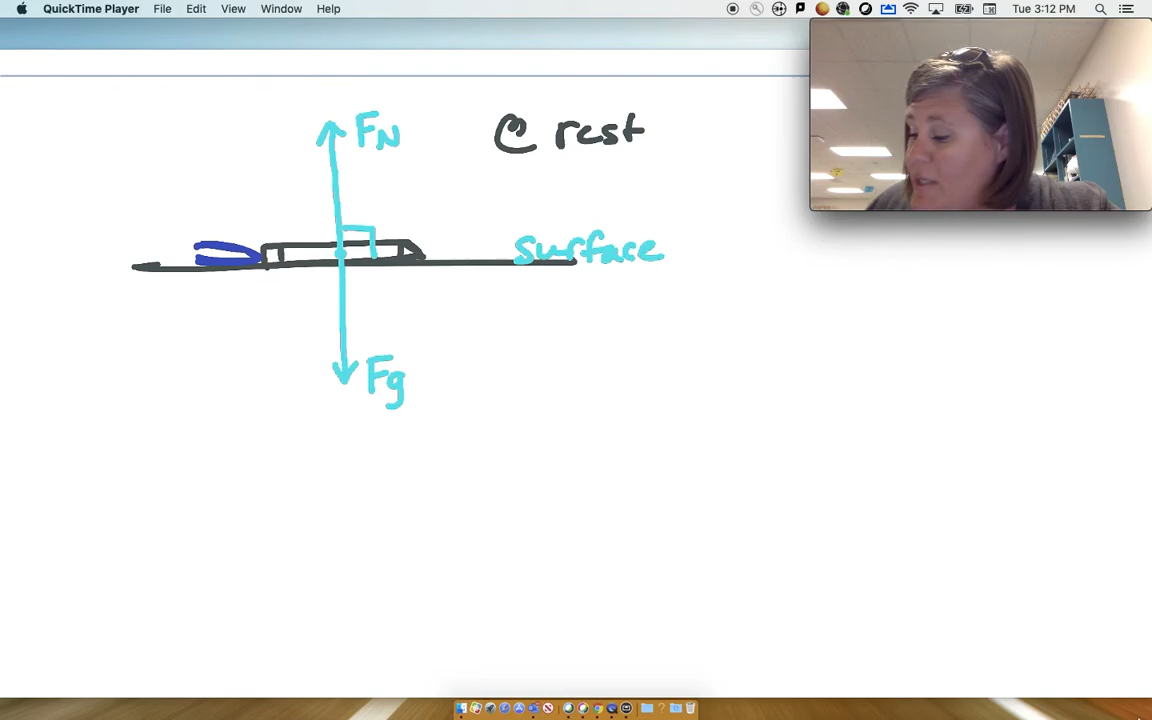 QuickTime Player File Edit View Window Help Tue 3:12 PM
FN @ rest
surface
Fg